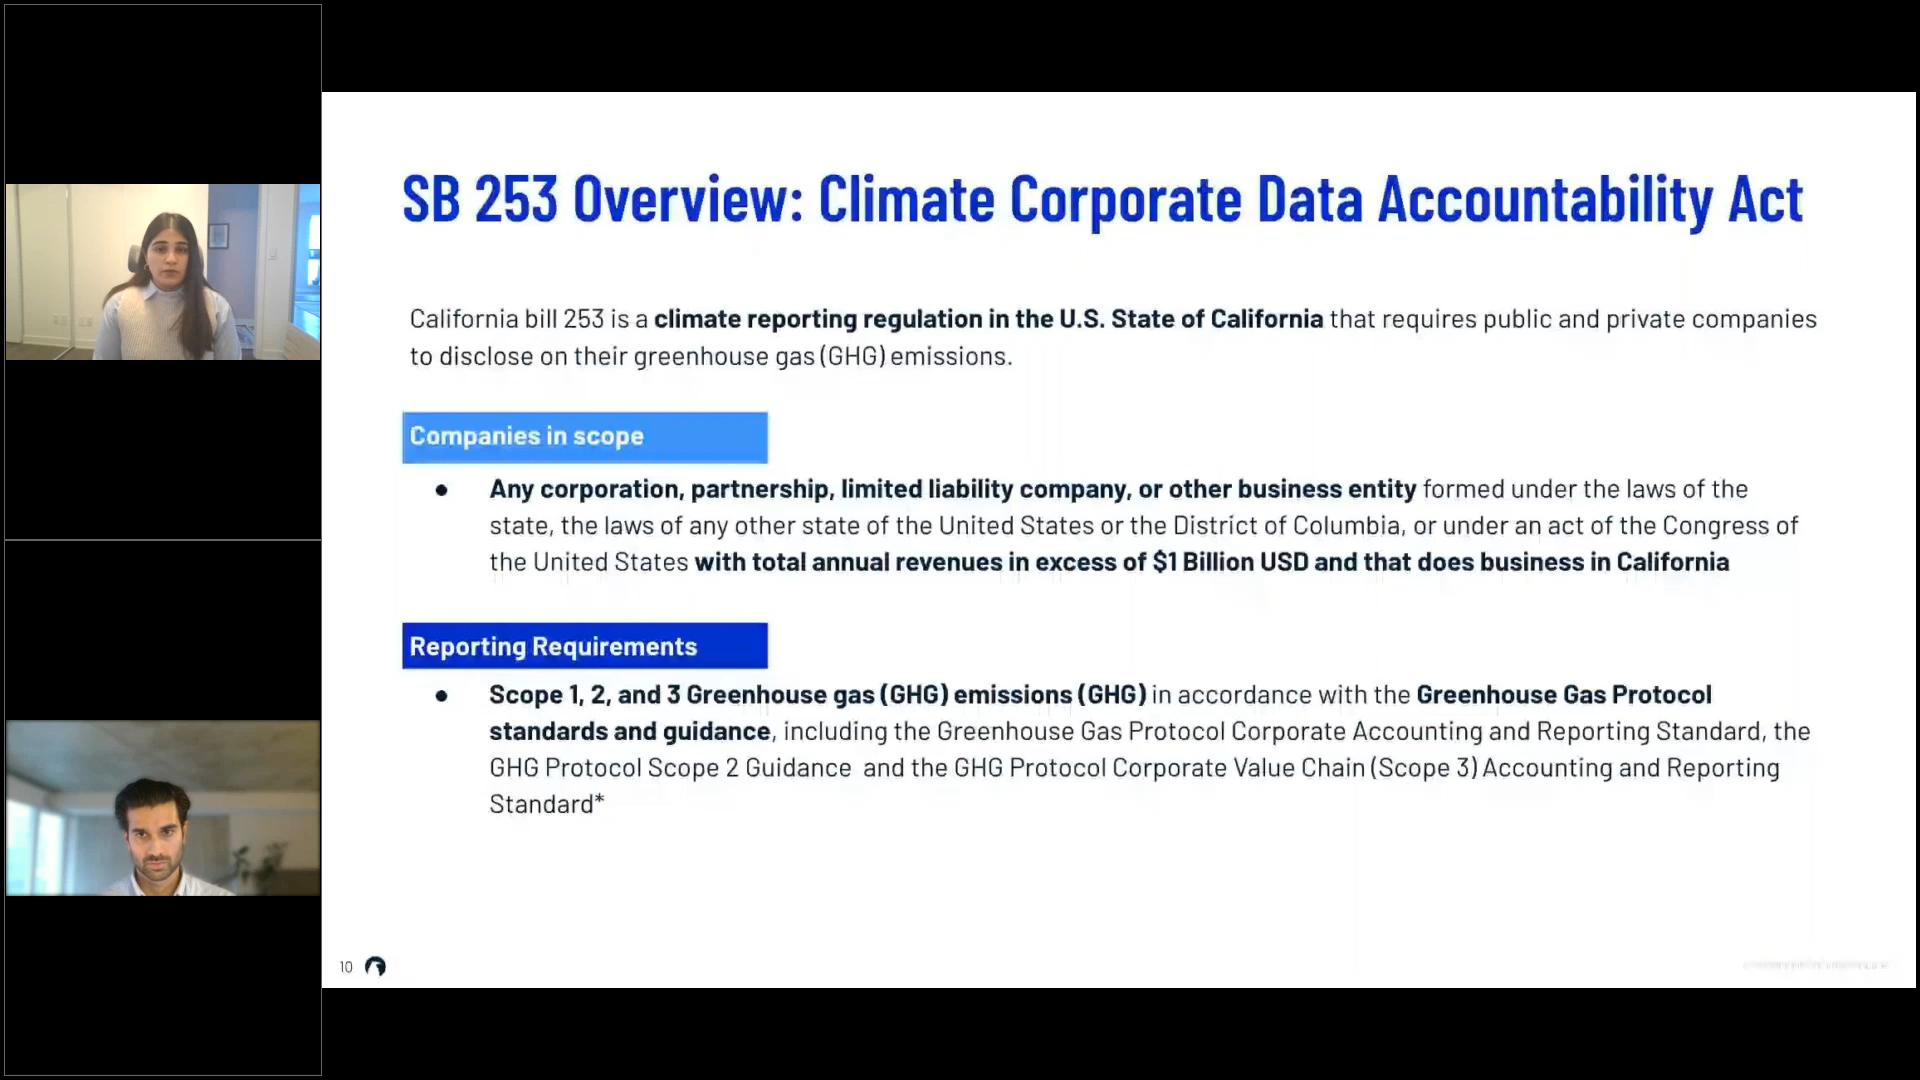 SB 253 Overview: Climate Corporate Data Accountability Act
California bill 253 is a climate reporting regulation in the U.S. State of California that requires public and private companies
to disclose on their greenhouse gas (GHG) emissions.
Companies in scope
● Any corporation, partnership, limited liability company, or other business entity formed under the laws of the
state, the laws of any other state of the United States or the District of Columbia, or under an act of the Congress of
the United States with total annual revenues in excess of $1 Billion USD and that does business in California
Reporting Requirements
● Scope 1, 2, and 3 Greenhouse gas (GHG) emissions (GHG) in accordance with the Greenhouse Gas Protocol
standards and guidance, including the Greenhouse Gas Protocol Corporate Accounting and Reporting Standard, the
GHG Protocol Scope 2 Guidance and the GHG Protocol Corporate Value Chain (Scope 3) Accounting and Reporting
Standard*
10